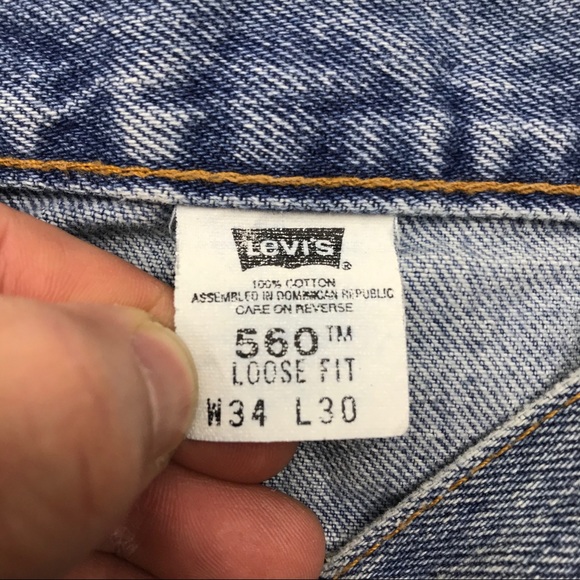 Levi's
®
100% COTTON
ASSEMBLED IN DOMINICAN REPUBLIC
CARE ON REVERSE
560™
LOOSE FIT
W34 L30